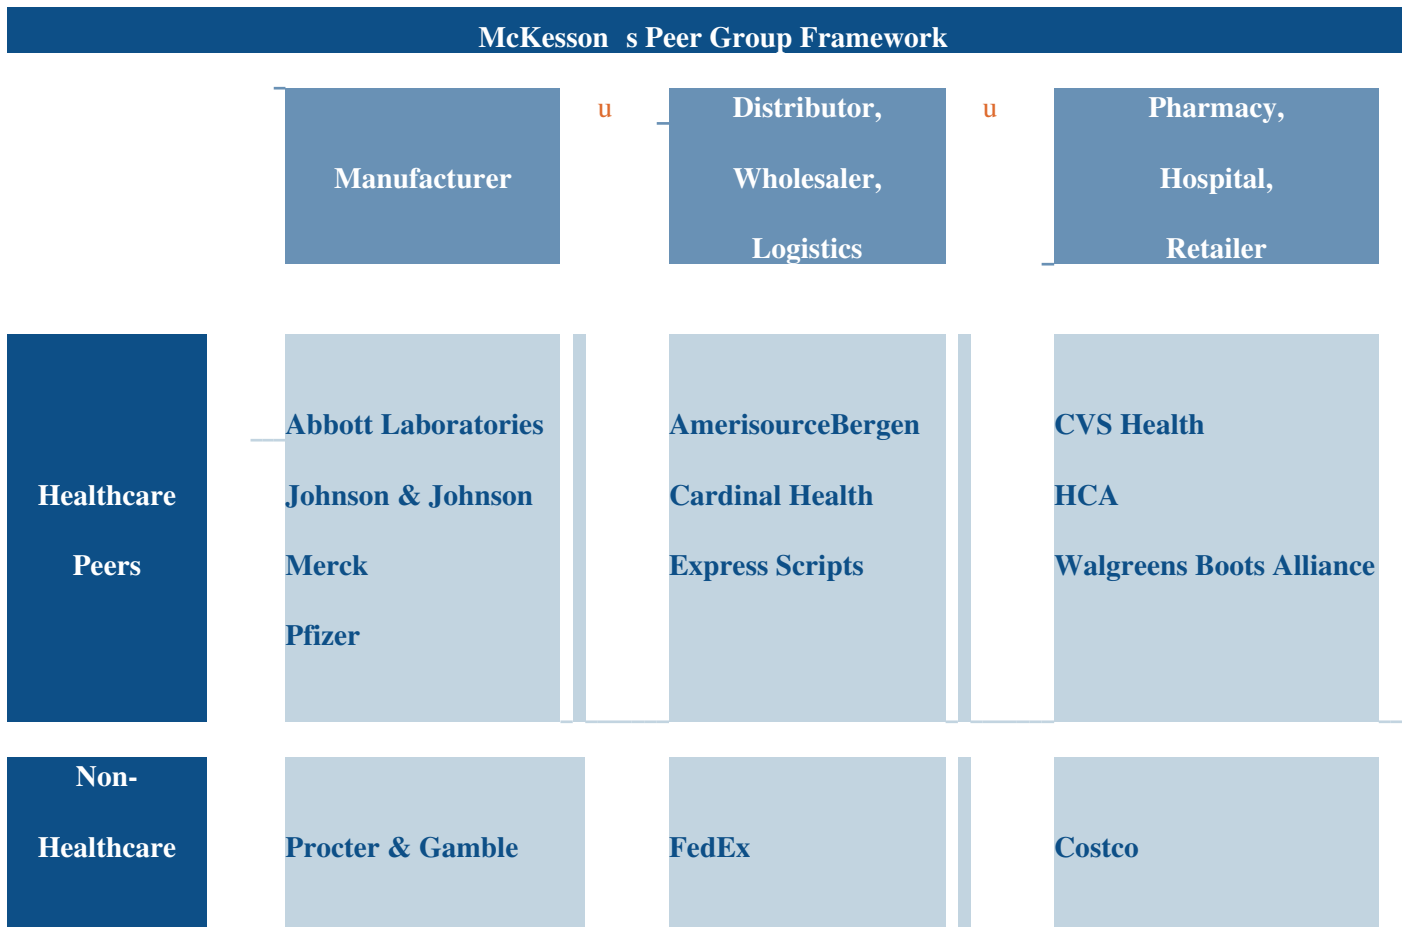 McKesson s Peer Group Framework
Manufacturer
u
Distributor,
Wholesaler,
Logistics
u
Pharmacy,
Hospital,
Retailer
Healthcare
Peers
Abbott Laboratories
Johnson & Johnson
Merck
Pfizer
AmerisourceBergen
Cardinal Health
Express Scripts
CVS Health
HCA
Walgreens Boots Alliance
Non-
Healthcare
Procter & Gamble
FedEx
Costco